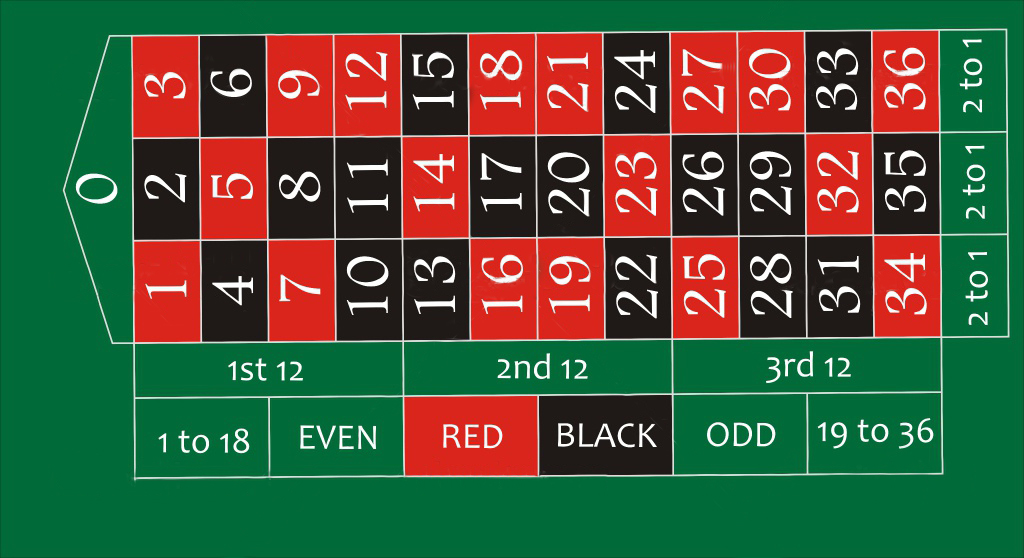 3 6 9 12 15 18 21 24 27 30 33 36 2 to 1
0 2 5 8 11 14 17 20 23 26 29 32 35 2 to 1
1 4 7 10 13 16 19 22 25 28 31 34 2 to 1
1st 12 2nd 12 3rd 12
1 to 18 EVEN RED BLACK ODD 19 to 36